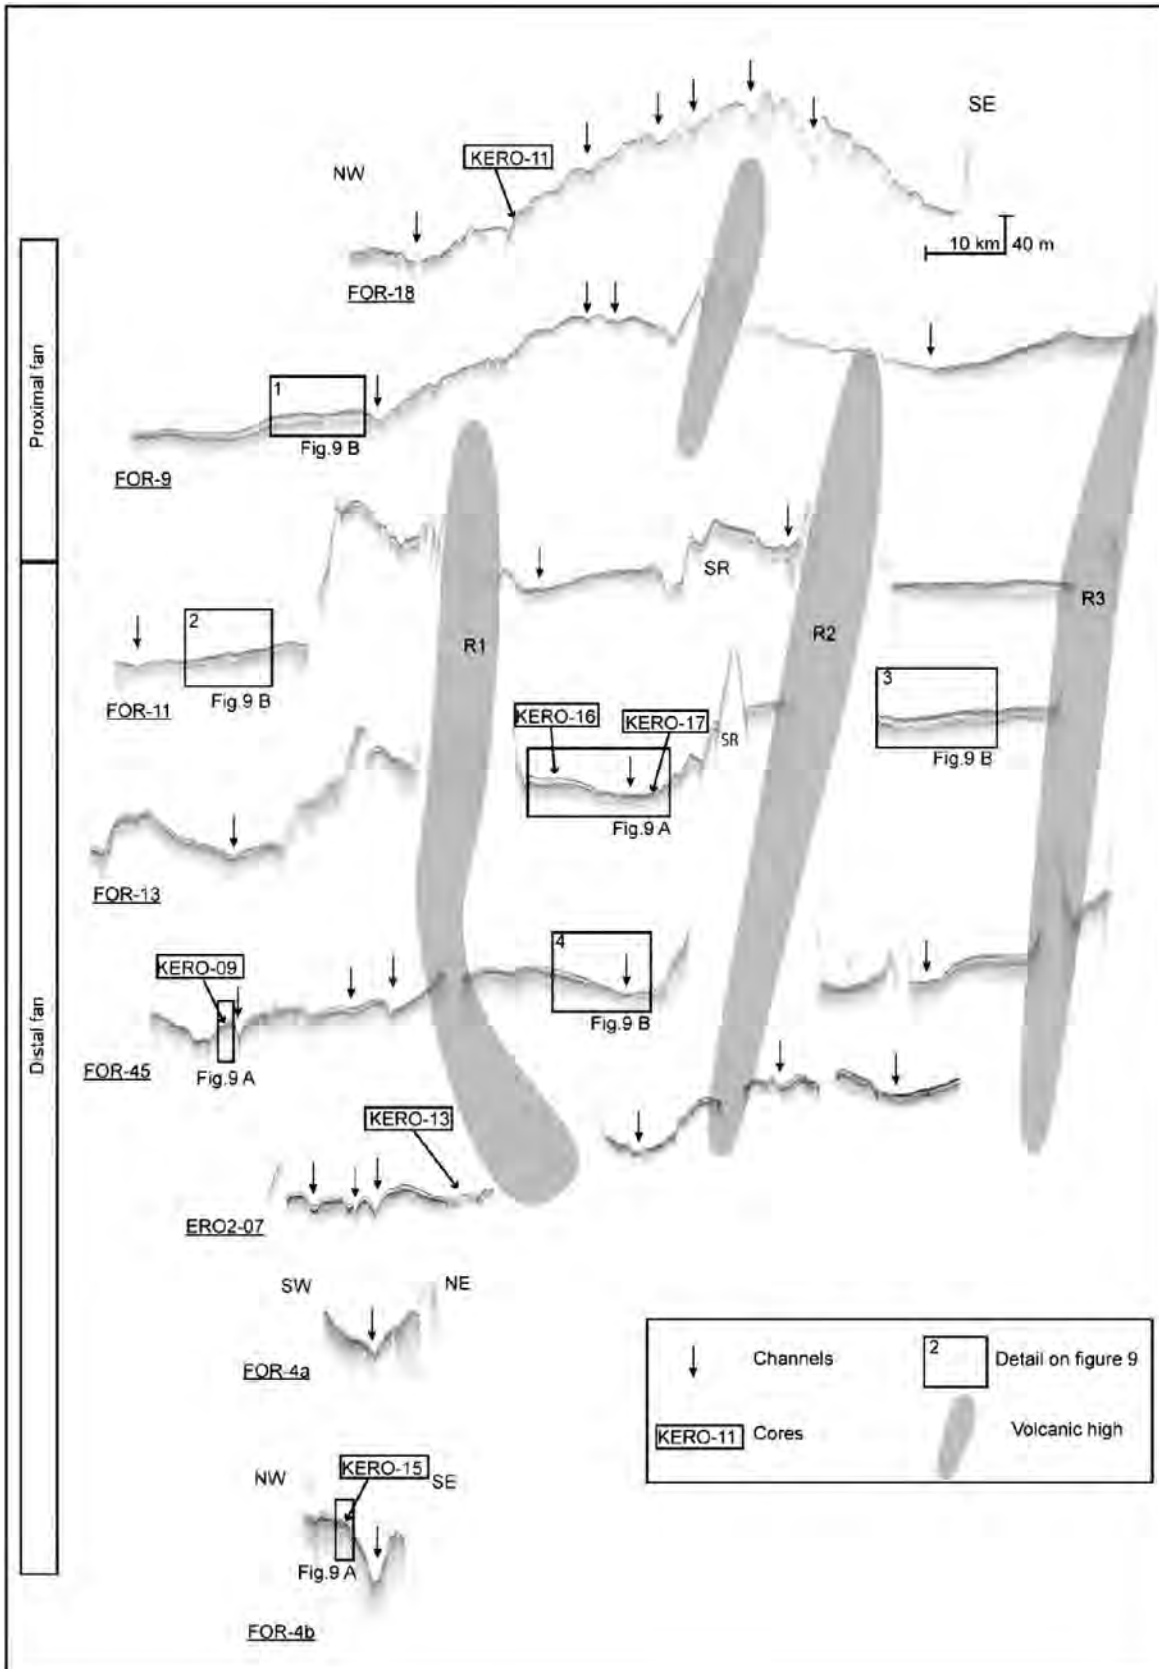 SE
NW
KERO-11
10 km
40 m
FOR-18
Proximal fan
1
Fig.9 B
FOR-9
SR
R1
R2
R3
2
Fig.9 B
FOR-11
3
Fig.9 B
KERO-16
KERO-17
SR
Fig.9 A
FOR-13
Distal fan
4
Fig.9 B
KERO-09
Fig.9 A
FOR-45
KERO-13
ERO2-07
SW
NE
FOR-4a
NW
KERO-15
SE
Fig.9 A
FOR-4b
Channels
2
Detail on figure 9
KERO-11
Cores
Volcanic high